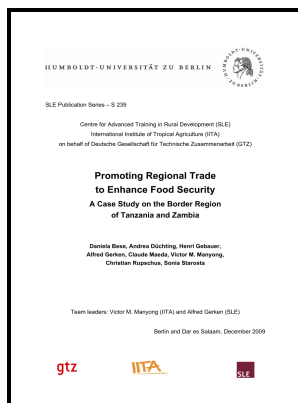 HUMBOLDT-UNIVERSITÄT ZU BERLIN
SLE Publication Series – S 239
Centre for Advanced Training in Rural Development (SLE)
International Institute of Tropical Agriculture (IITA)
on behalf of Deutsche Gesellschaft für Technische Zusammenarbeit (GTZ)
Promoting Regional Trade
to Enhance Food Security
A Case Study on the Border Region
of Tanzania and Zambia
Daniela Bese, Andrea Düchting, Henri Gebauer,
Alfred Gerken, Claude Maeda, Victor M. Manyong,
Christian Rupschus, Sonia Starosta
Team leaders: Victor M. Manyong (IITA) and Alfred Gerken (SLE)
Berlin and Dar es Salaam, December 2009
gtz IITA SLE